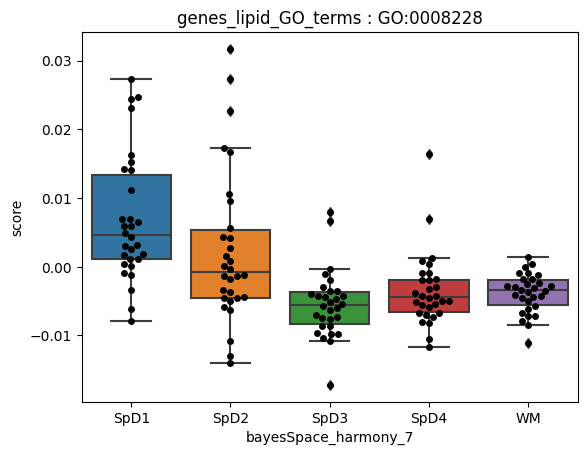 genes_lipid_GO_terms : GO:0008228
score
0.03
0.02
0.01
0.00
−0.01
SpD1 SpD2 SpD3 SpD4 WM
bayesSpace_harmony_7